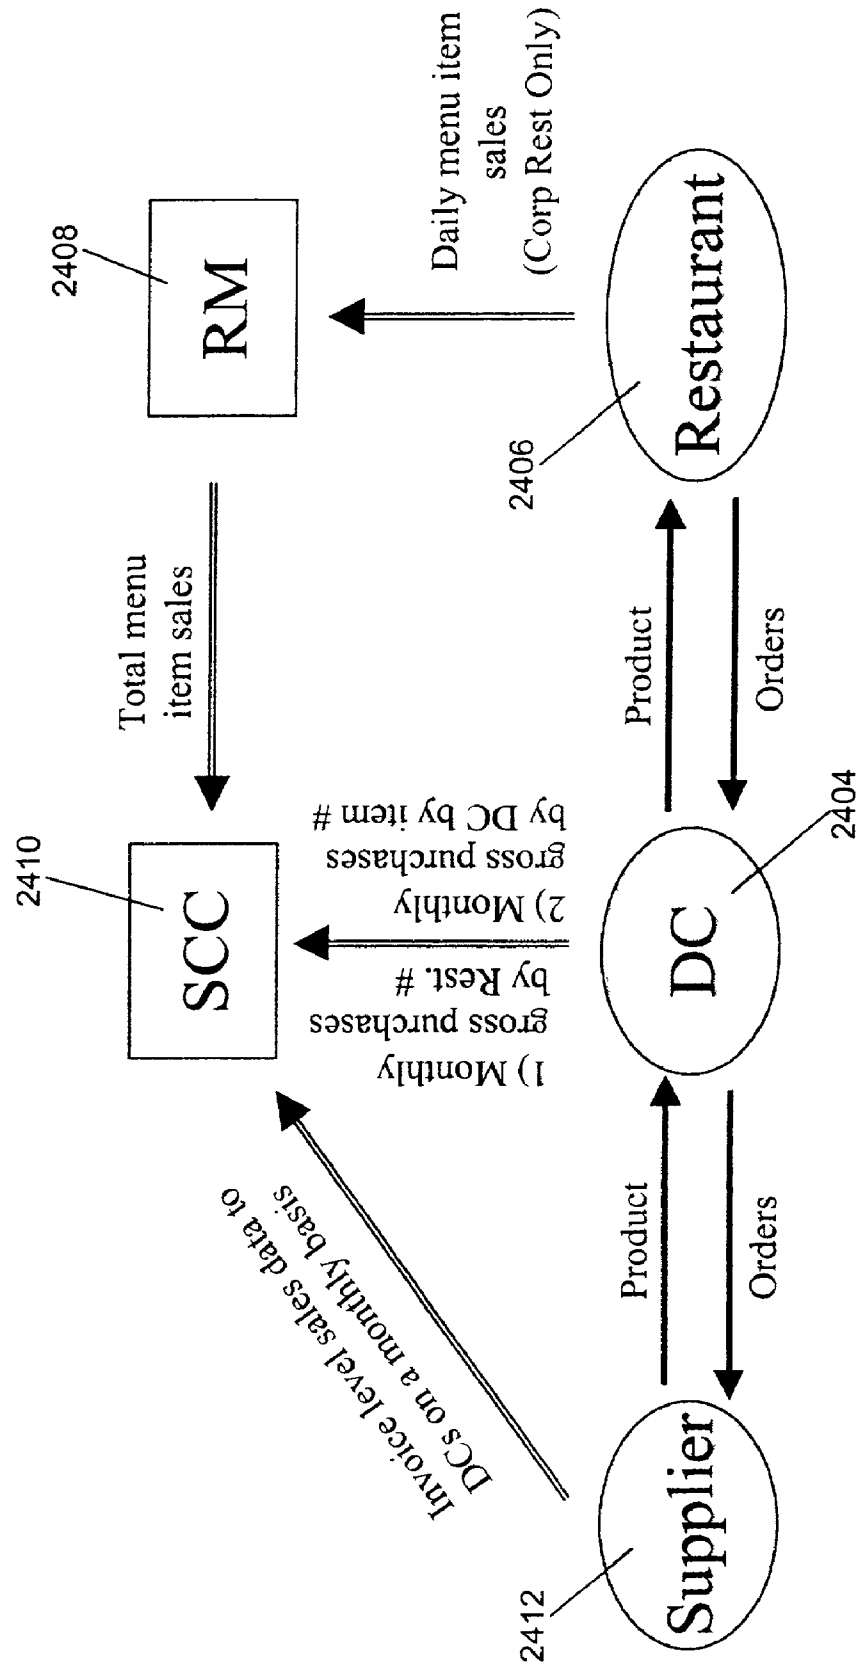 2408
RM
2410
SCC
Total menu
item sales
Daily menu item
sales
(Corp Rest Only)
Invoice level sales data to
DCs on a monthly basis
1) Monthly
gross purchases
by Rest. #
2) Monthly
gross purchases
by DC by item #
2412
Supplier
Product
Orders
DC
2404
Product
Orders
2406
Restaurant